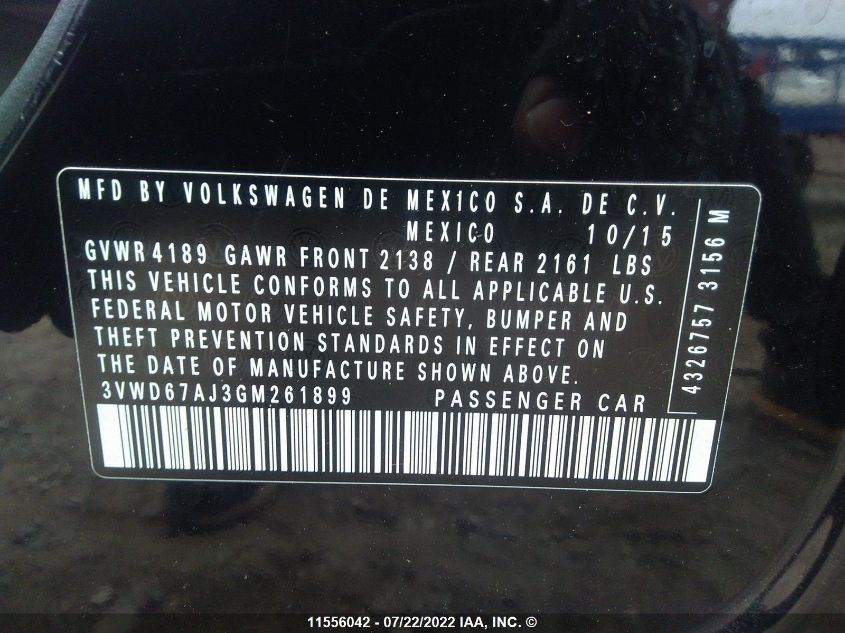 MFD BY VOLKSWAGEN DE MEXICO S.A. DE C.V.
MEXICO 10/15
GVWR 4189 GAWR FRONT 2138 / REAR 2161 LBS
THIS VEHICLE CONFORMS TO ALL APPLICABLE U.S.
FEDERAL MOTOR VEHICLE SAFETY, BUMPER AND
THEFT PREVENTION STANDARDS IN EFFECT ON
THE DATE OF MANUFACTURE SHOWN ABOVE.
3VWD67AJ3GM261899 PASSENGER CAR
4326757 3156 M
11556042 - 07/22/2022 IAA, INC. ©